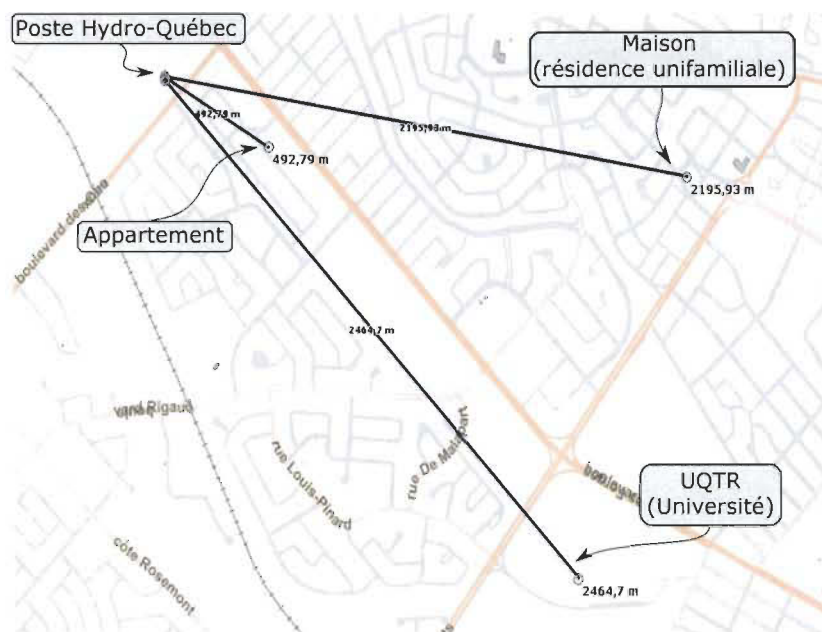 Poste Hydro-Québec
Maison
(résidence unifamiliale)
492,79 m
2195,93 m
492,79 m
2195,93 m
Appartement
boulevard des
2464,7 m
Rigaud
rue De Malapart
rue Louis-Pinard
UQTR
(Université)
côte Rosemont
2464,7 m